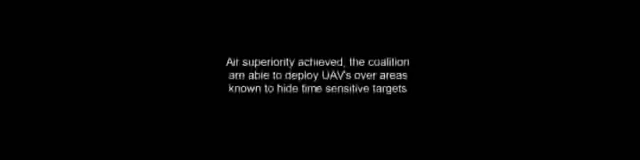 Air superiority achieved, the coalition
are able to deploy UAV's over areas
known to hide time sensitive targets